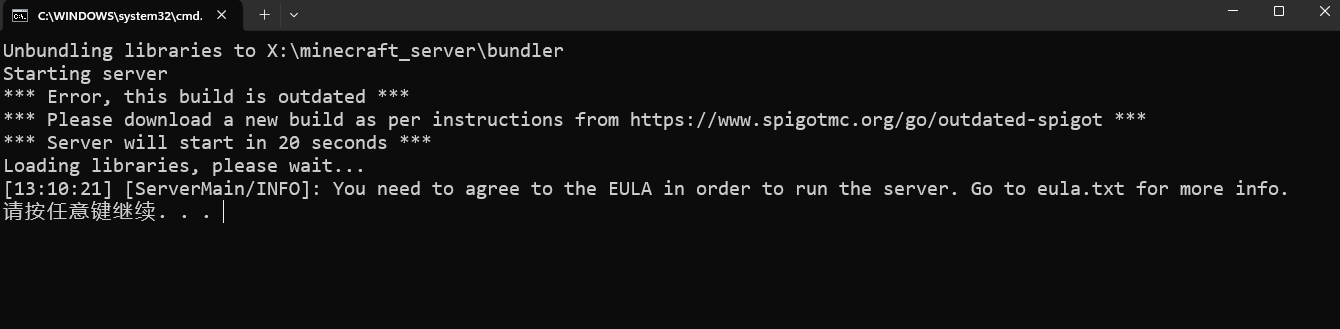 C:\WINDOWS\system32\cmd.
Unbundling libraries to X:\minecraft_server\bundler
Starting server
*** Error, this build is outdated ***
*** Please download a new build as per instructions from https://www.spigotmc.org/go/outdated-spigot ***
*** Server will start in 20 seconds ***
Loading libraries, please wait...
[13:10:21] [ServerMain/INFO]: You need to agree to the EULA in order to run the server. Go to eula.txt for more info.
请按任意键继续. . .